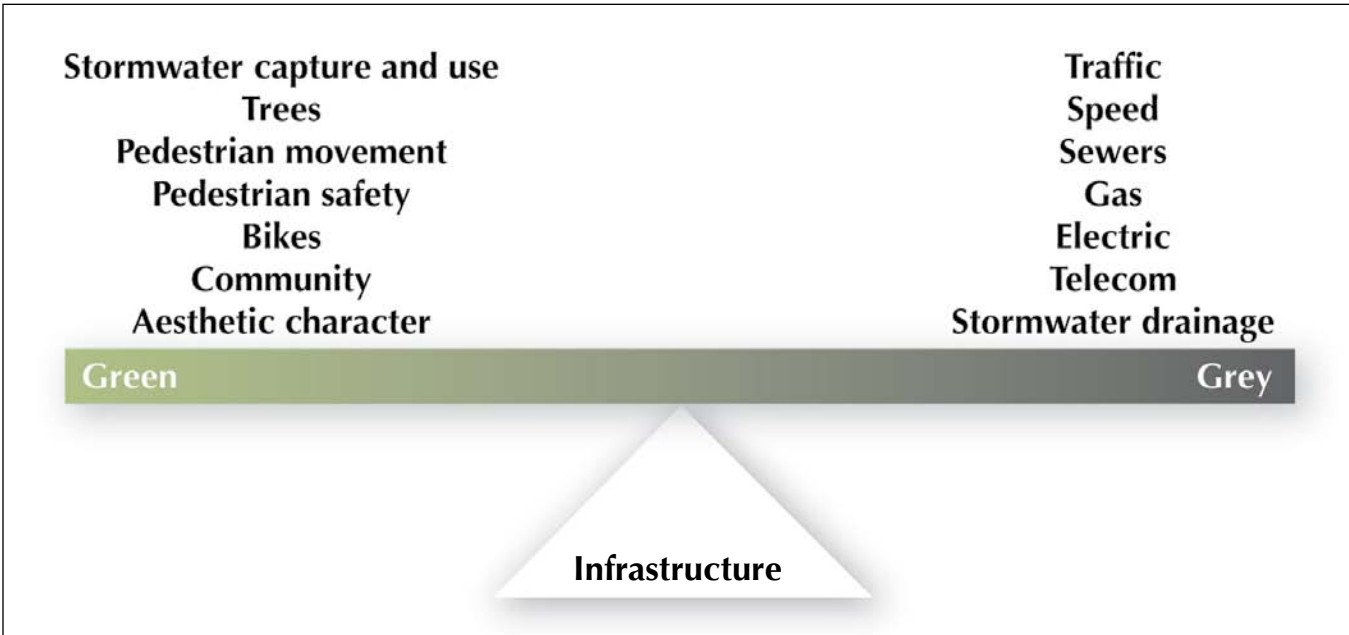 Stormwater capture and use
Trees
Pedestrian movement
Pedestrian safety
Bikes
Community
Aesthetic character
Traffic
Speed
Sewers
Gas
Electric
Telecom
Stormwater drainage
Green
Grey
Infrastructure